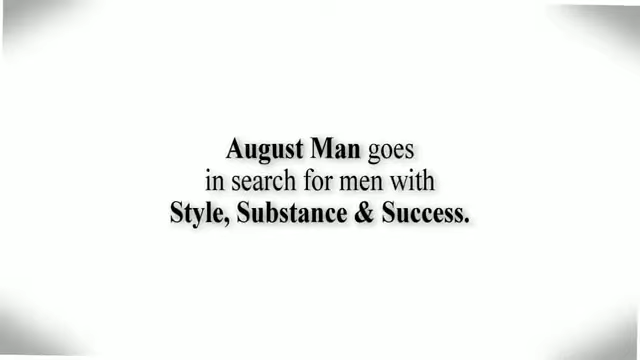 August Man goes
in search for men with
Style, Substance & Success.